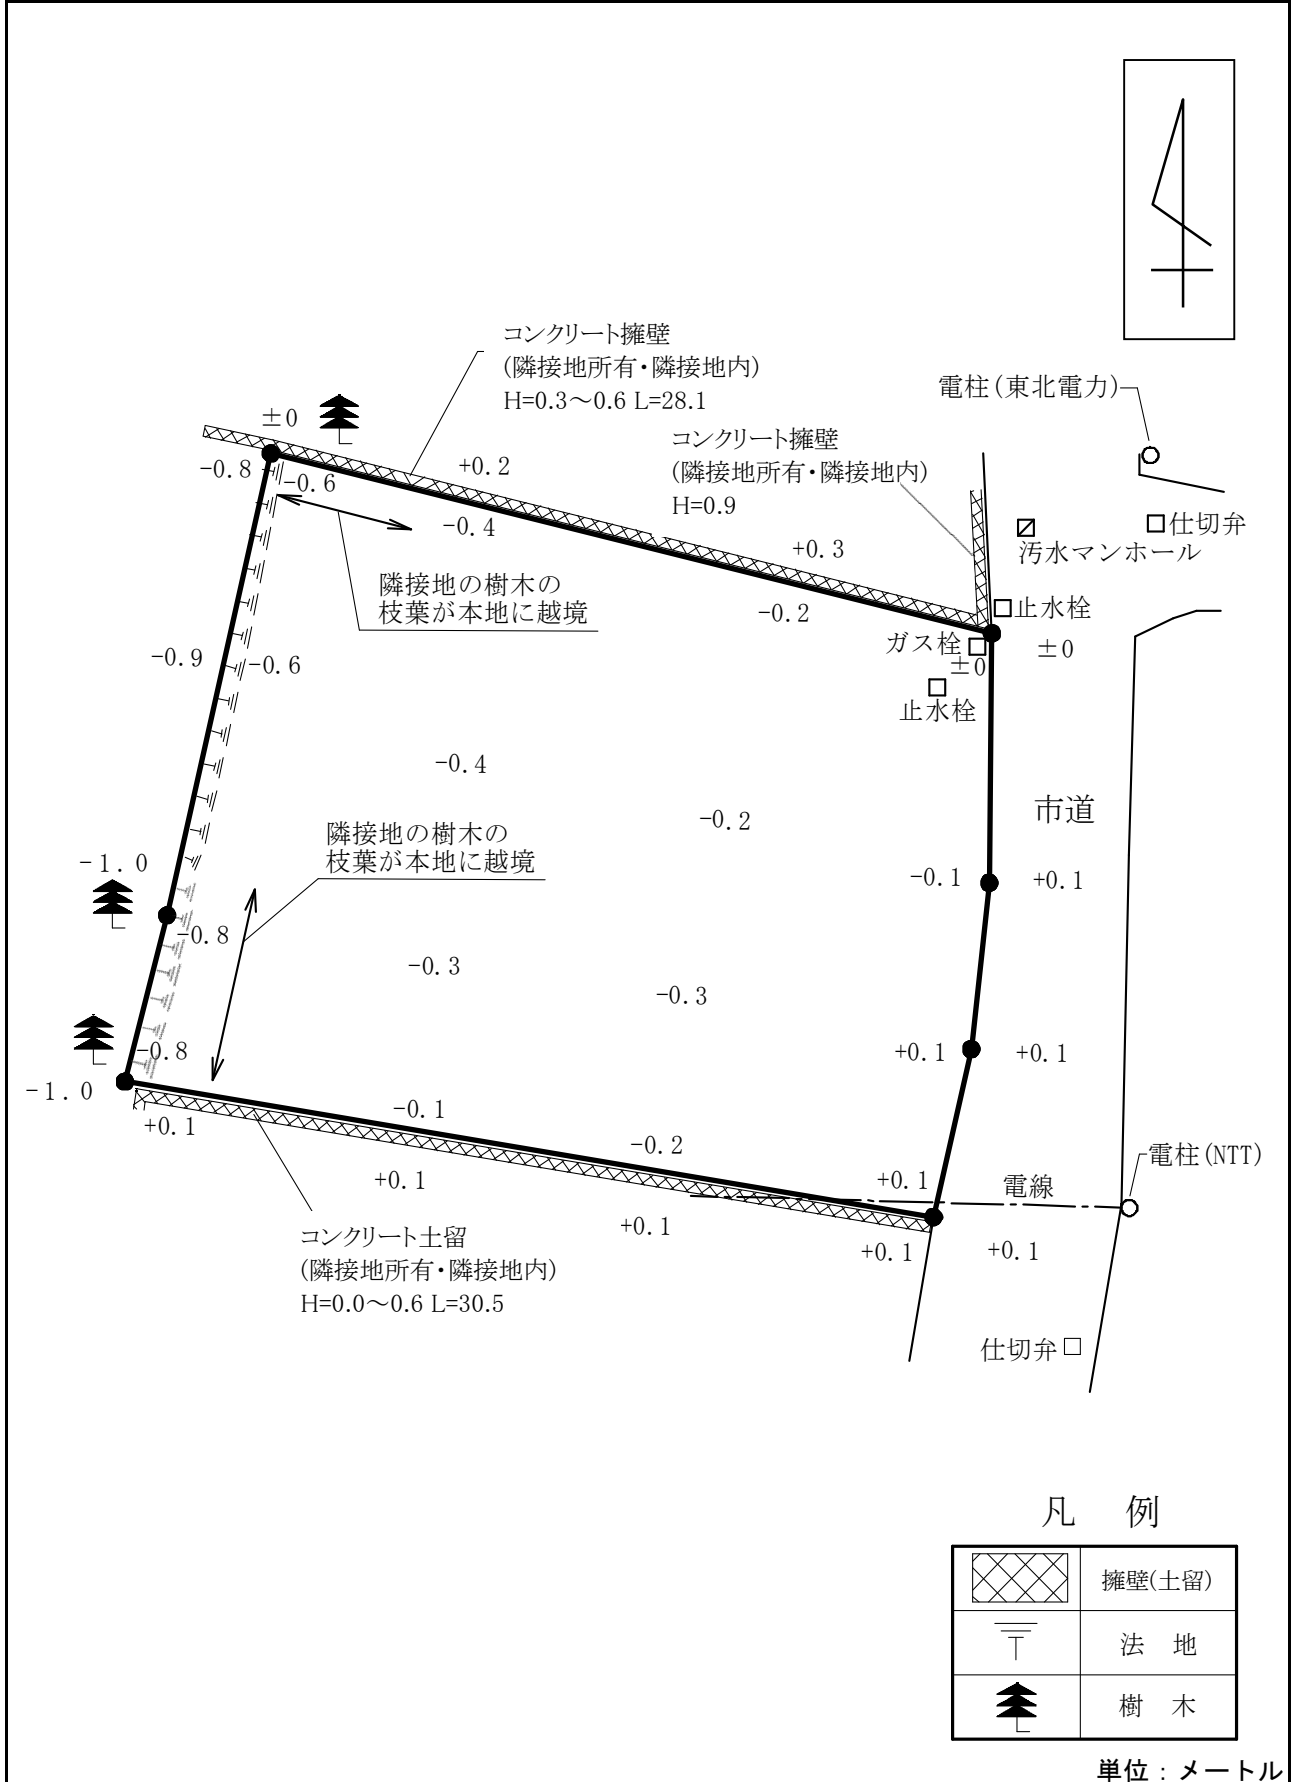 コンクリート擁壁
(隣接地所有・隣接地内)
H=0.3～0.6 L=28.1
電柱(東北電力)
±0
コンクリート擁壁
(隣接地所有・隣接地内)
H=0.9
-0.8
+0.2
-0.6
-0.4
仕切弁
汚水マンホール
+0.3
隣接地の樹木の
枝葉が本地に越境
-0.2
止水栓
ガス栓
±0
±0
止水栓
-0.9
-0.6
-0.4
-0.2
市道
隣接地の樹木の
枝葉が本地に越境
-1.0
-0.1
+0.1
-0.8
-0.3
-0.3
-0.8
+0.1
+0.1
-1.0
-0.1
+0.1
-0.2
電柱(NTT)
+0.1
+0.1
電線
+0.1
コンクリート土留
(隣接地所有・隣接地内)
H=0.0～0.6 L=30.5
+0.1
+0.1
仕切弁
凡 例
擁壁(土留)
法 地
樹 木
単位：メートル